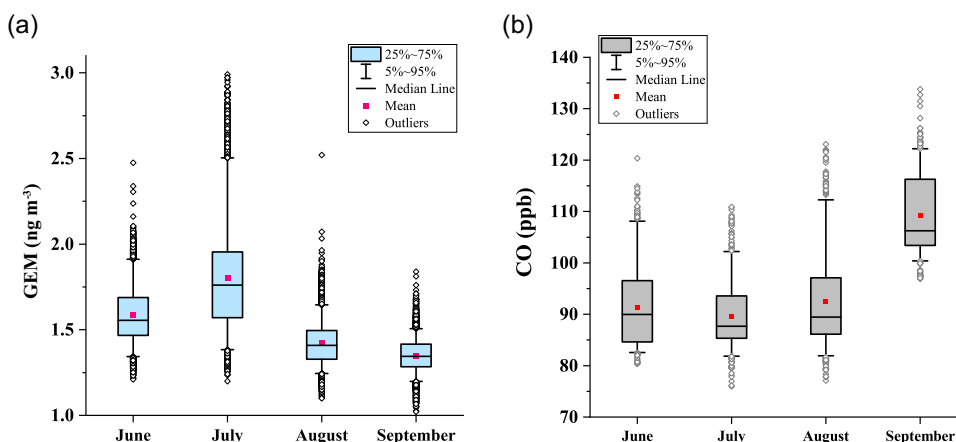 (a)
GEM (ng m⁻³)
3.0
2.5
2.0
1.5
1.0
25%~75%
5%~95%
Median Line
Mean
Outliers
June
July
August
September
(b)
CO (ppb)
140
130
120
110
100
90
80
70
25%~75%
5%~95%
Median Line
Mean
Outliers
June
July
August
September